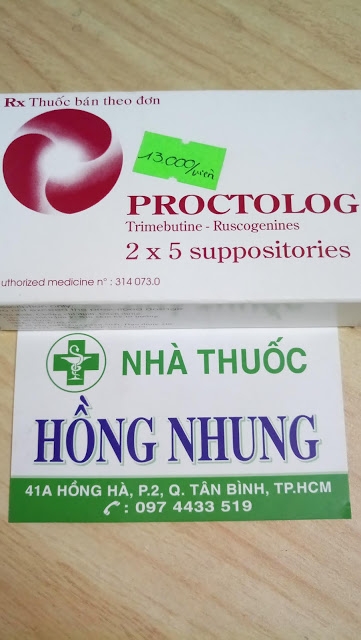 Rx Thuốc bán theo đơn
13.000/viên
PROCTOLOG
Trimebutine - Ruscogenines
2 x 5 suppositories
uthorized medicine n° : 314 073.0
NHÀ THUỐC
HỒNG NHUNG
41A HỒNG HÀ, P.2, Q. TÂN BÌNH, TP.HCM
: 097 4433 519